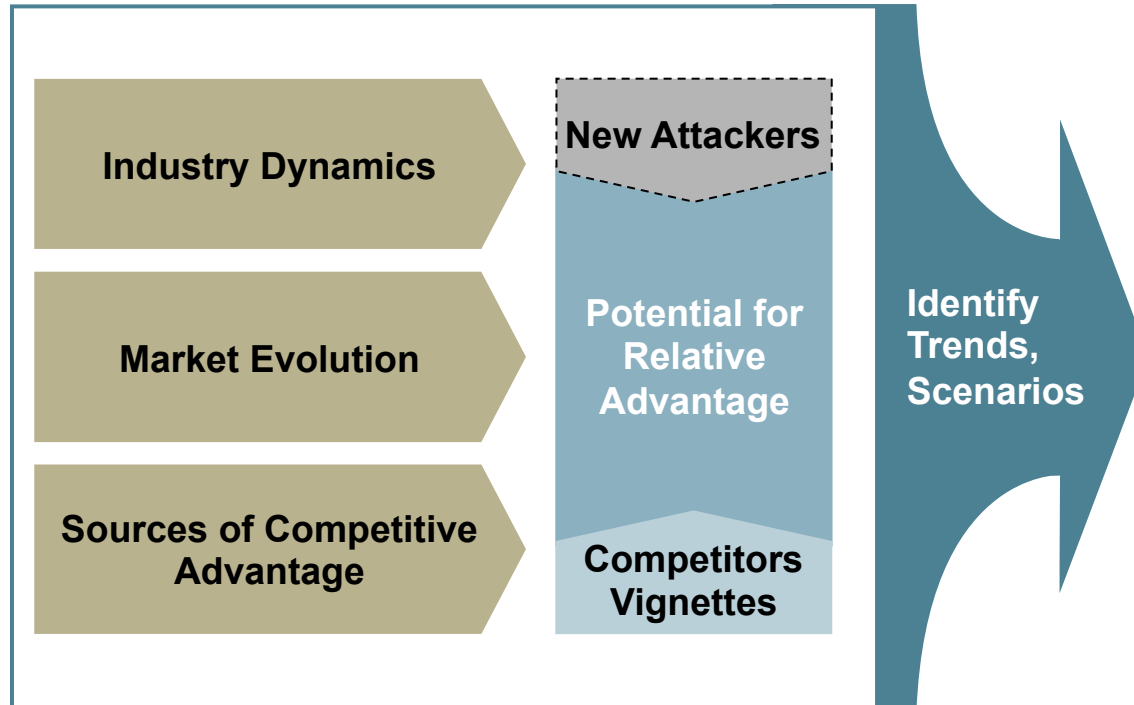 Industry Dynamics
Market Evolution
Sources of Competitive
Advantage
New Attackers
Potential for
Relative
Advantage
Competitors
Vignettes
Identify
Trends,
Scenarios